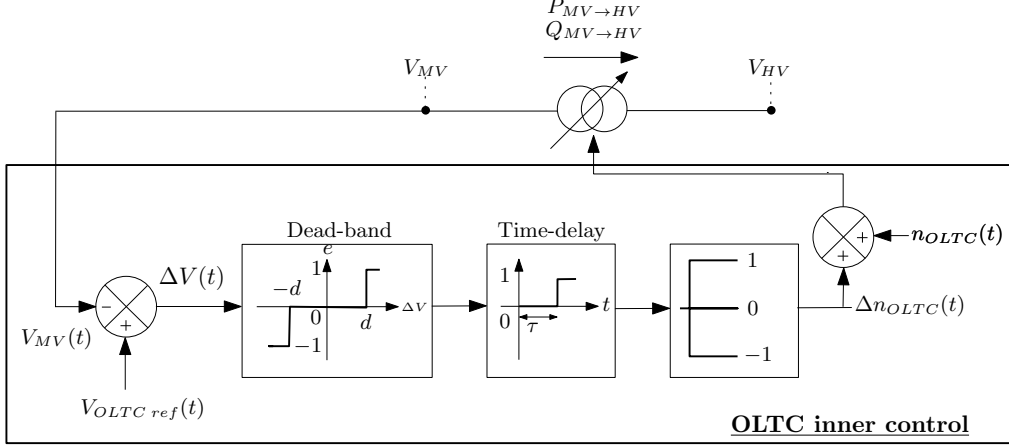 P_{MV→HV}
Q_{MV→HV}
V_{MV}
V_{HV}
Dead-band
Time-delay
e
1
−d
0
d
ΔV
−1
1
0
τ
t
1
0
−1
+
n_{OLTC}(t)
+
Δn_{OLTC}(t)
ΔV(t)
-
+
V_{MV}(t)
V_{OLTC ref}(t)
OLTC inner control